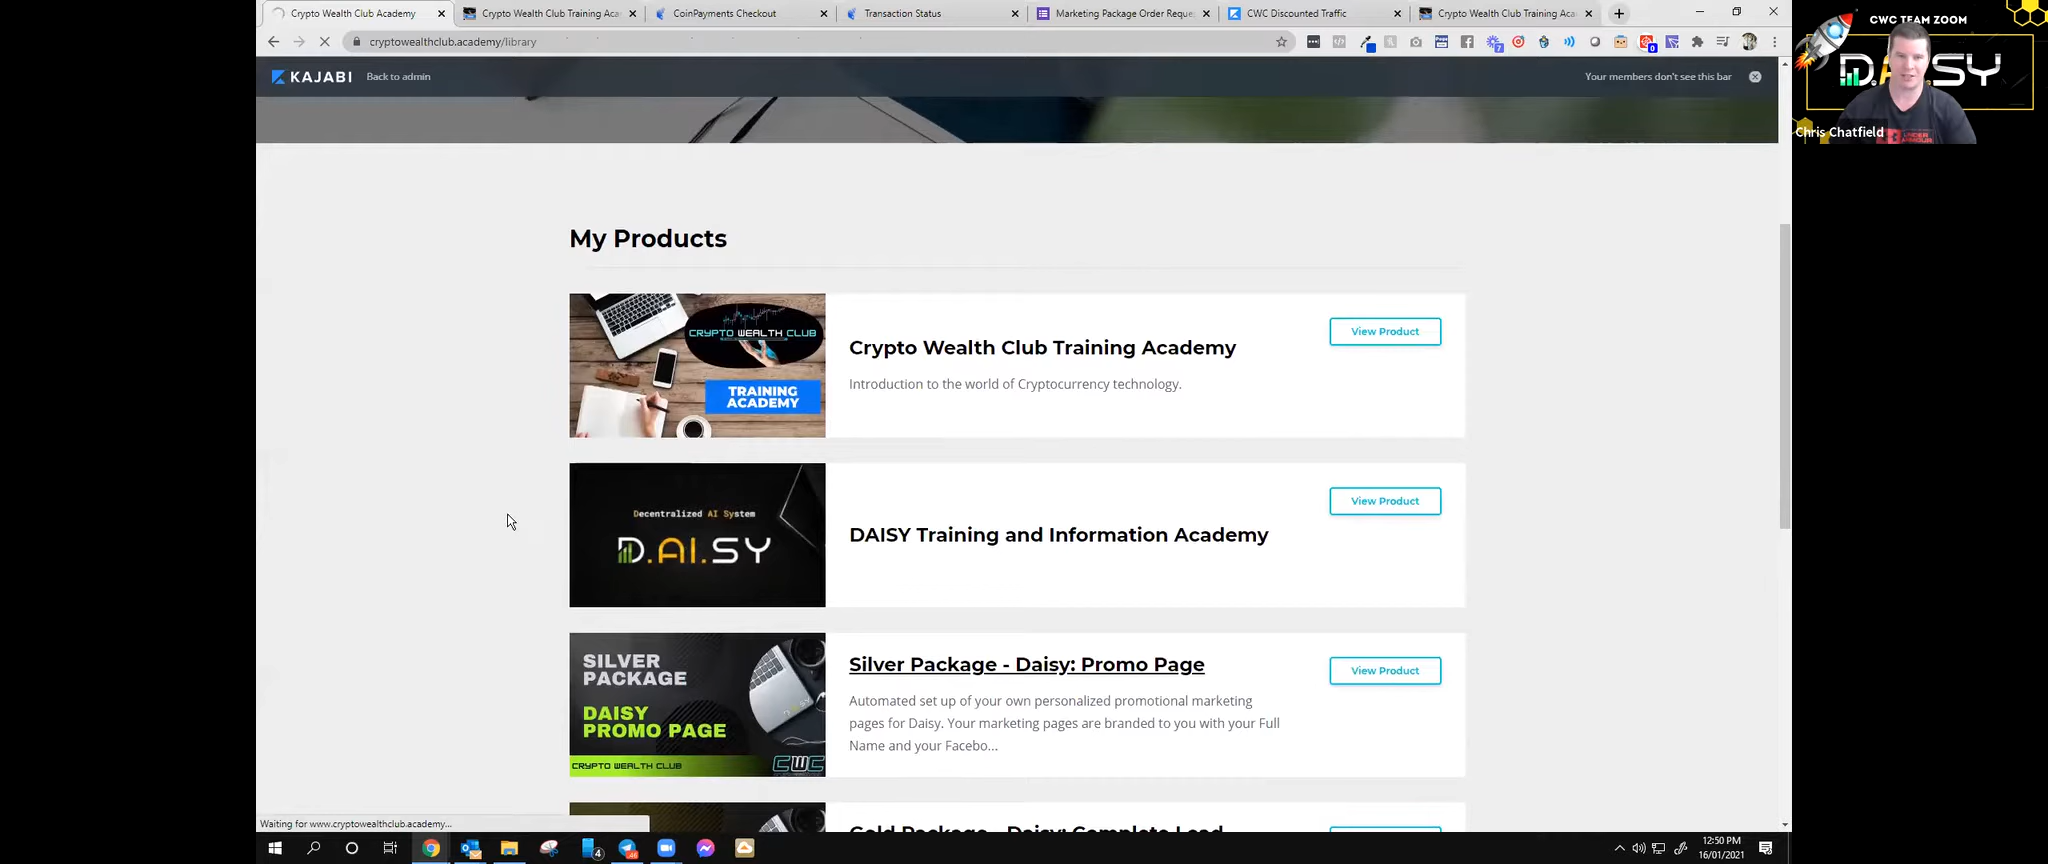 Crypto Wealth Club Academy
Crypto Wealth Club Training Aca
CoinPayments Checkout
Transaction Status
Marketing Package Order Reque
CWC Discounted Traffic
Crypto Wealth Club Training Aca
cryptowealthclub.academy/library
CWC TEAM ZOOM
D.AI.SY
Chris Chatfield
KAJABI
Back to admin
Your members don't see this bar
My Products
CRYPTO WEALTH CLUB
TRAINING
ACADEMY
Crypto Wealth Club Training Academy
Introduction to the world of Cryptocurrency technology.
View Product
Decentralized AI System
D.AI.SY
DAISY Training and Information Academy
View Product
SILVER
PACKAGE
DAISY
PROMO PAGE
CRYPTO WEALTH CLUB
CWC
Silver Package - Daisy: Promo Page
Automated set up of your own personalized promotional marketing
pages for Daisy. Your marketing pages are branded to you with your Full
Name and your Facebo...
View Product
Gold Package - Daisy: Complete Lead
Waiting for www.cryptowealthclub.academy...
12:50 PM
16/01/2021